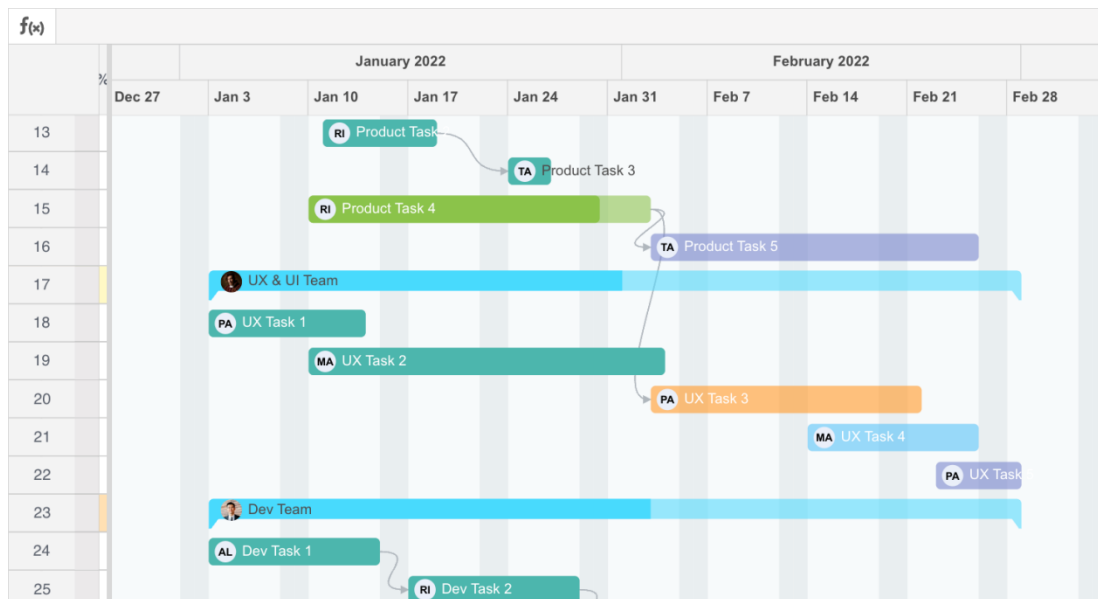 f(x)
January 2022 February 2022
%
Dec 27 Jan 3 Jan 10 Jan 17 Jan 24 Jan 31 Feb 7 Feb 14 Feb 21 Feb 28
13 RI Product Task
14 TA Product Task 3
15 RI Product Task 4
16 TA Product Task 5
17 UX & UI Team
18 PA UX Task 1
19 MA UX Task 2
20 PA UX Task 3
21 MA UX Task 4
22 PA UX Task
23 Dev Team
24 AL Dev Task 1
25 RI Dev Task 2